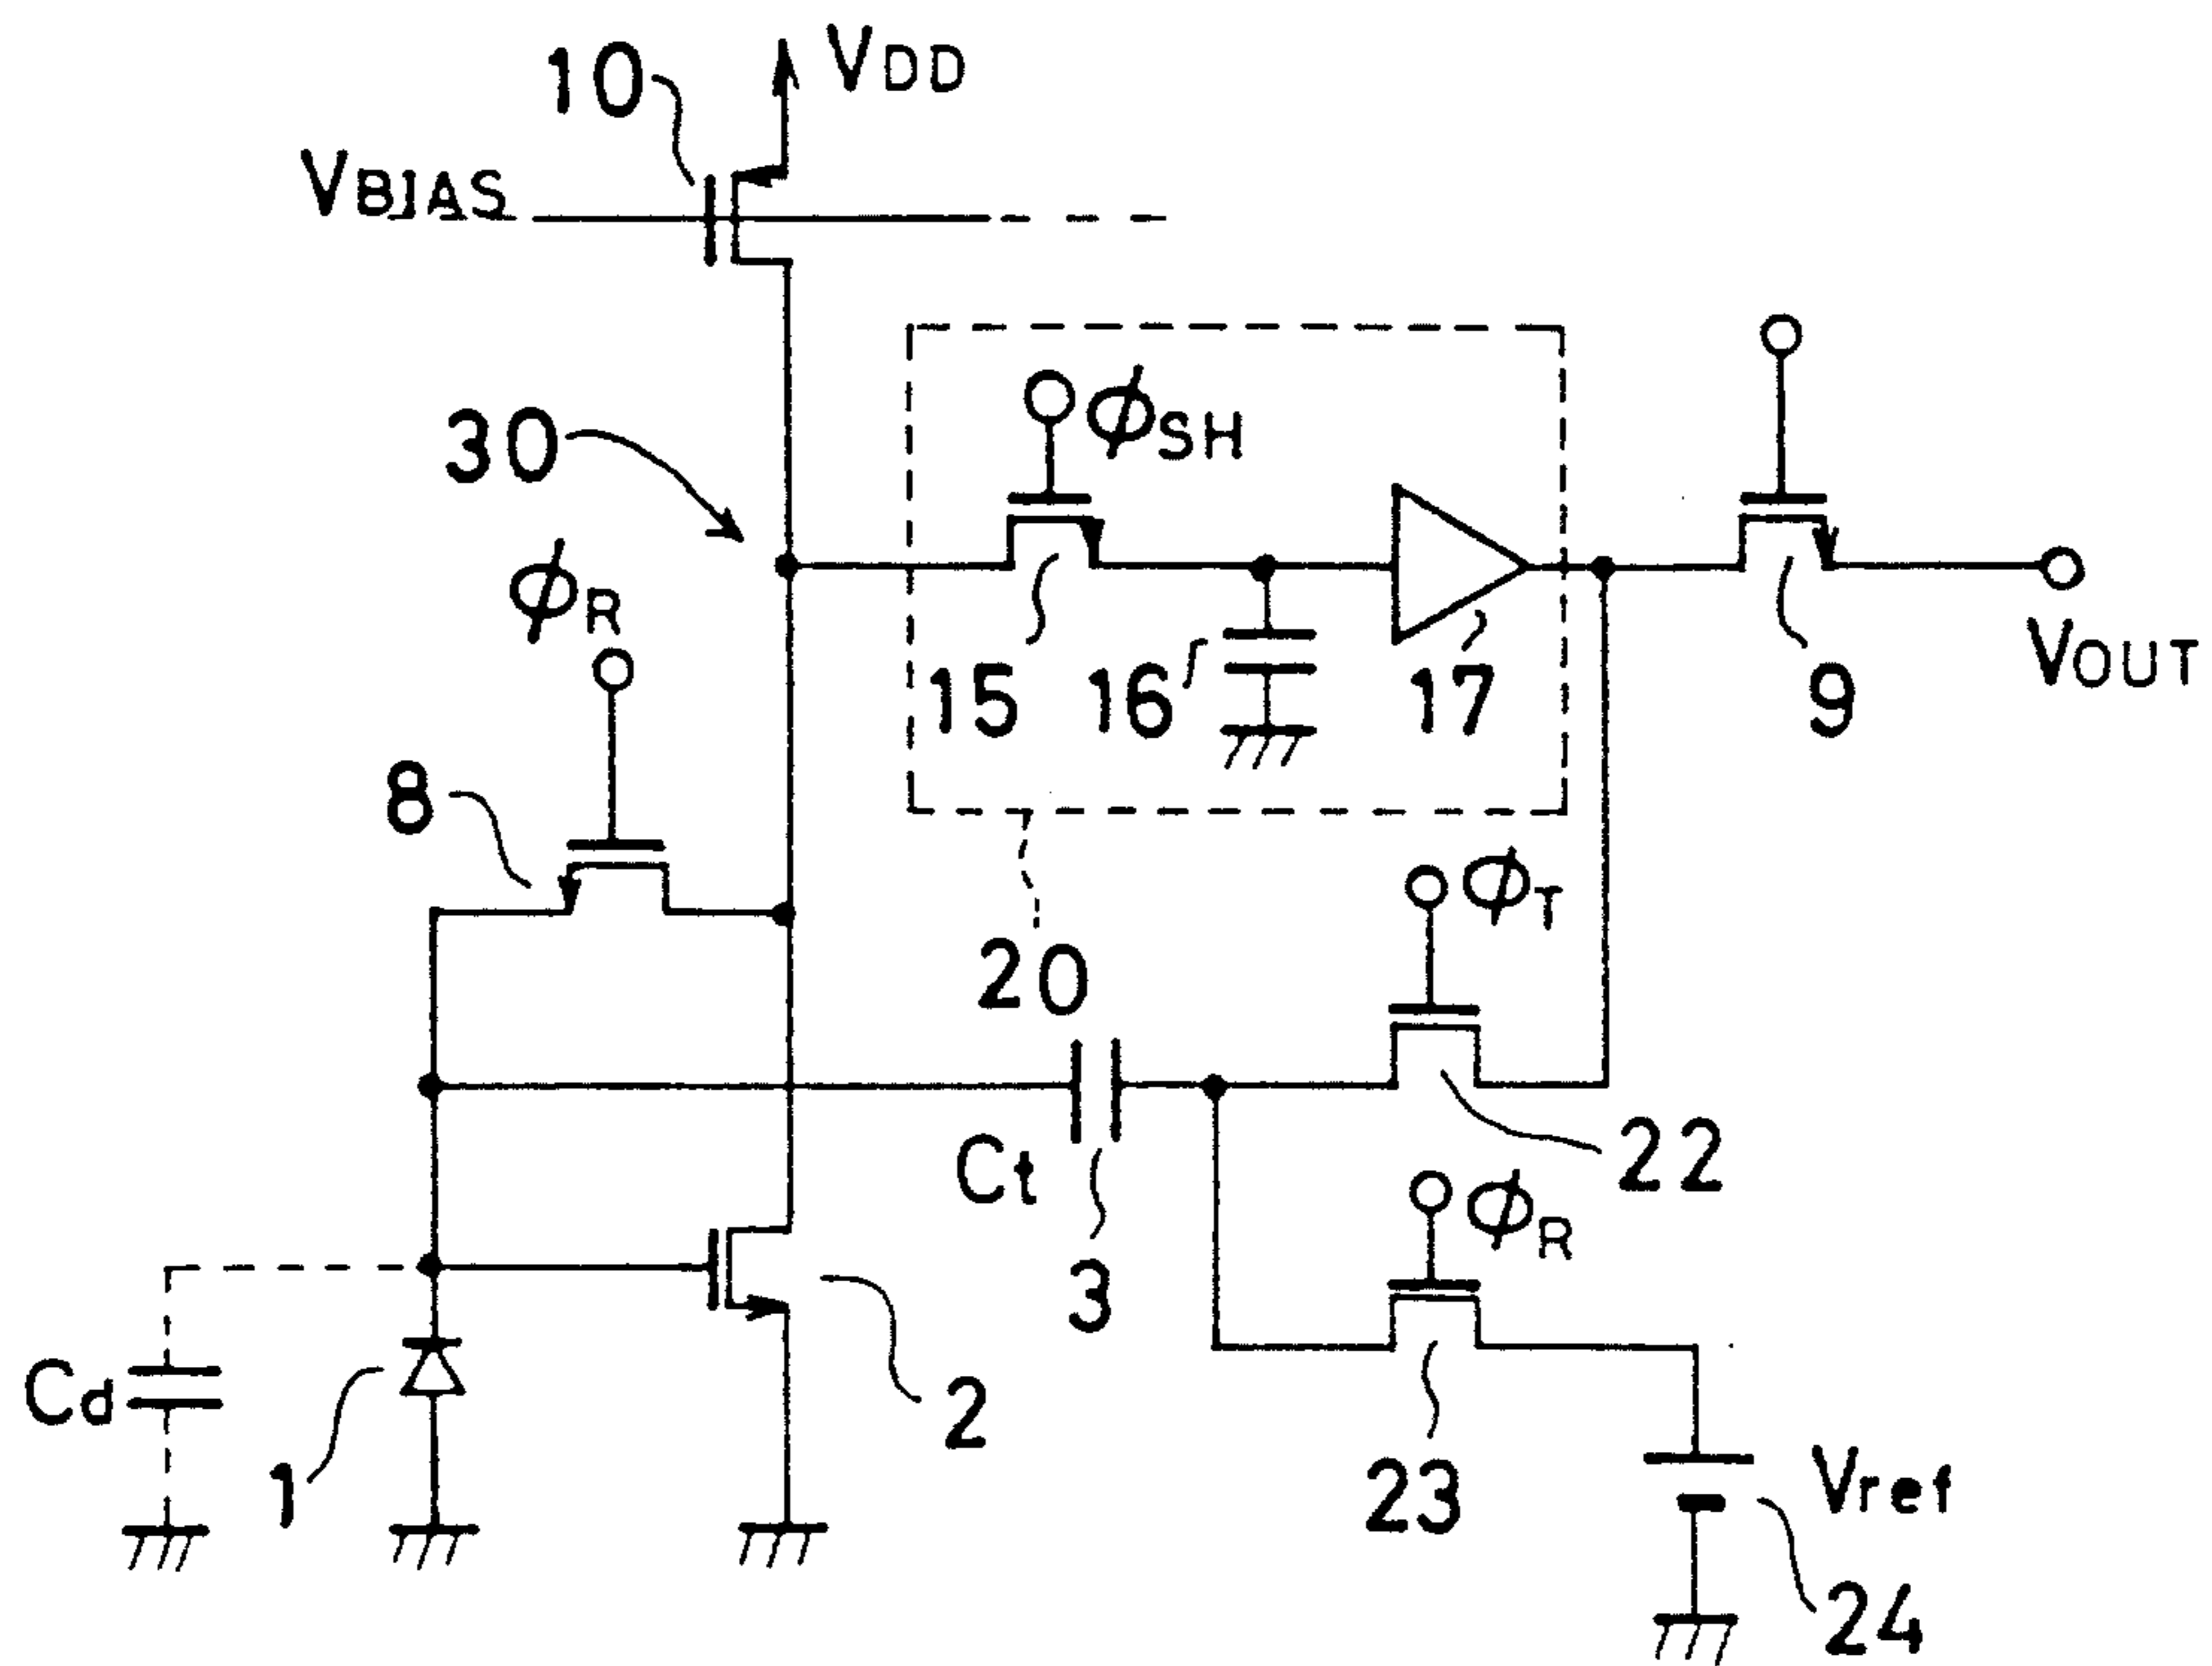 10
VDD
VBIAS
30
ϕSH
ϕR
15
16
17
9
VOUT
8
ϕT
20
22
Ct
ϕR
3
Cd
1
2
23
Vref
24